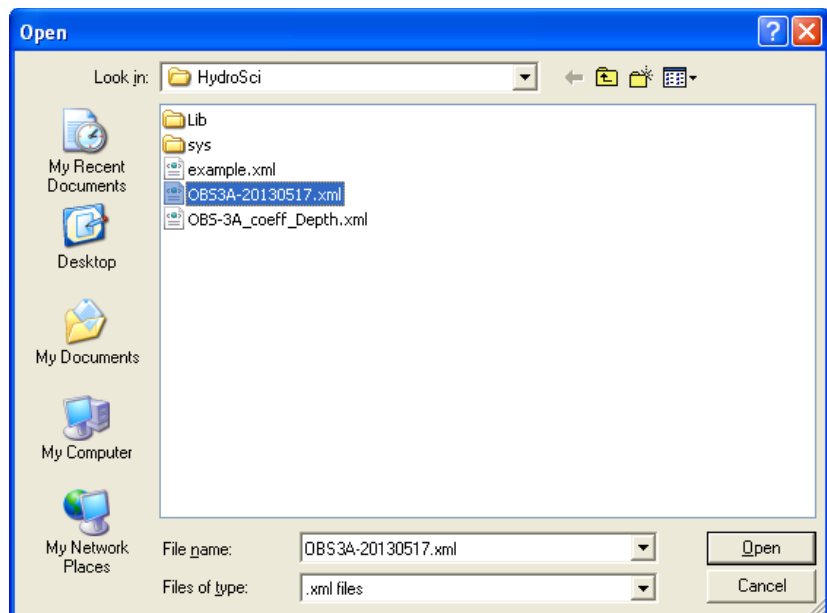 Open
Look in:
HydroSci
My Recent
Documents
Desktop
My Documents
My Computer
My Network
Places
Lib
sys
example.xml
OBS3A-20130517.xml
OBS-3A_coeff_Depth.xml
File name:
OBS3A-20130517.xml
Open
Files of type:
.xml files
Cancel